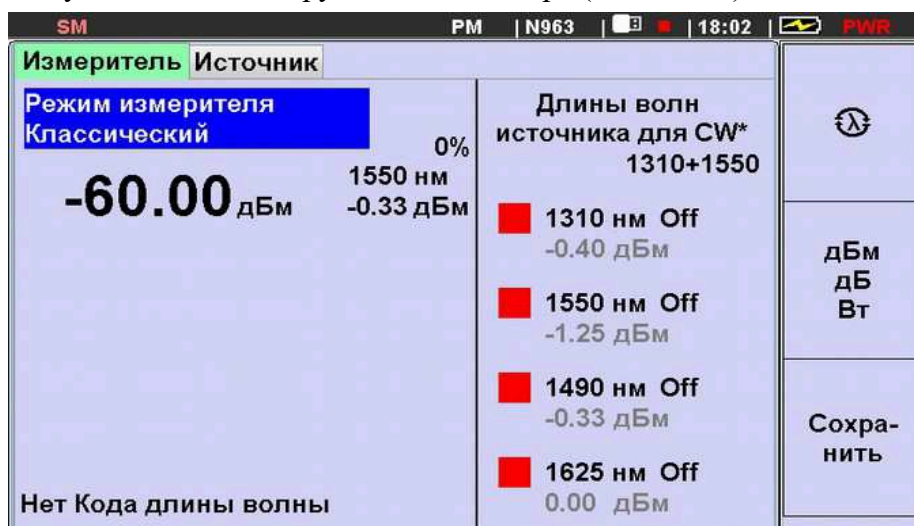 SM PM | N963 | | 18:02 | PWR
Измеритель Источник
Режим измерителя
Классический
0%
1550 нм
-60.00 дБм
-0.33 дБм
Нет Кода длины волны
Длины волн
источника для CW*
1310+1550
1310 нм Off
-0.40 дБм
1550 нм Off
-1.25 дБм
1490 нм Off
-0.33 дБм
1625 нм Off
0.00 дБм
λ
дБм
дБ
Вт
Сохра-
нить